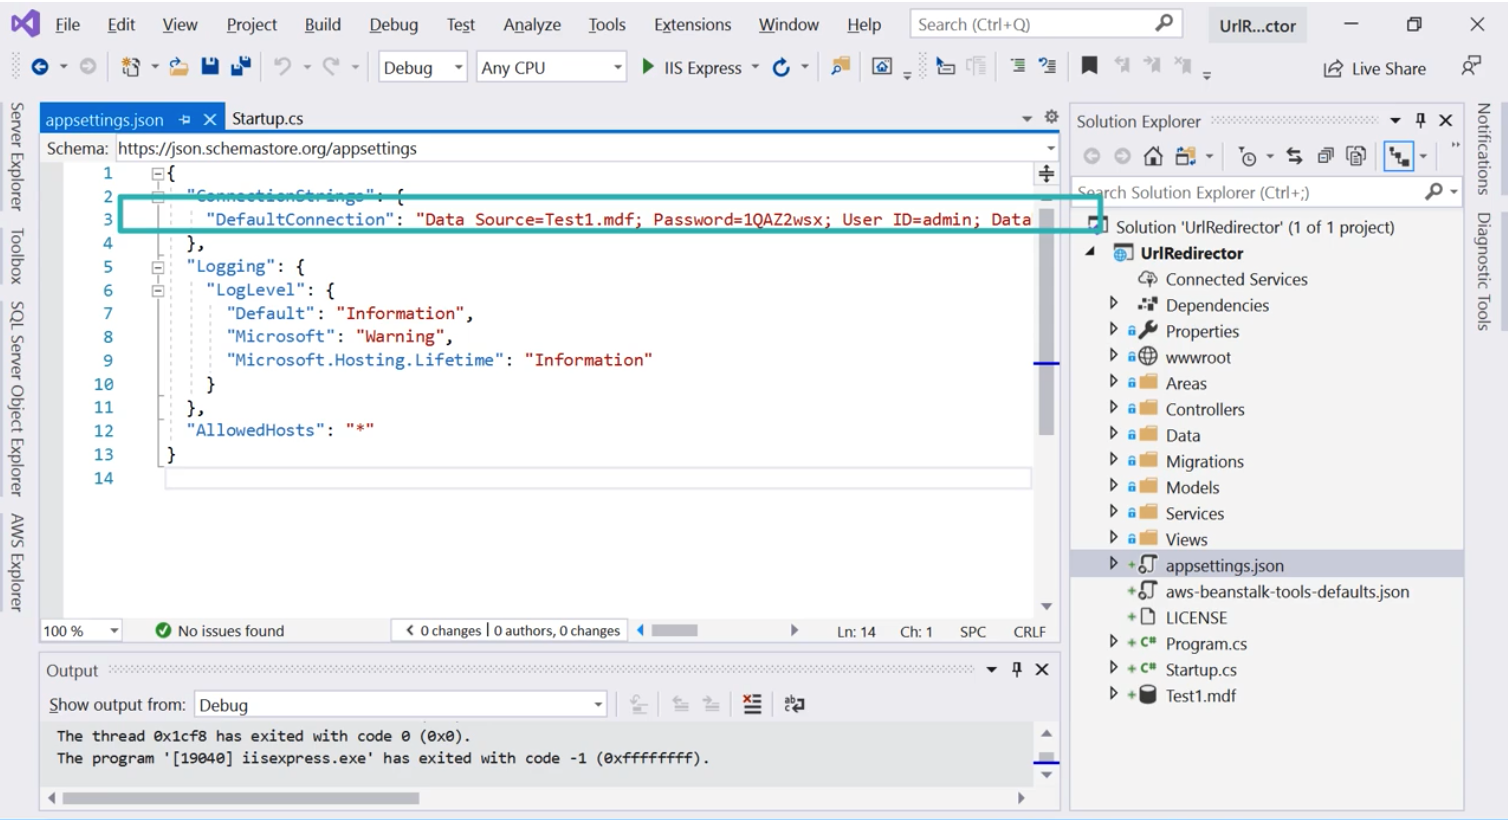 File Edit View Project Build Debug Test Analyze Tools Extensions Window Help Search (Ctrl+Q) UrlR...ctor
Debug Any CPU IIS Express Live Share
Server Explorer
Toolbox
SQL Server Object Explorer
AWS Explorer
appsettings.json Startup.cs
Schema: https://json.schemastore.org/appsettings
1 {
2 "ConnectionStrings": {
3 "DefaultConnection": "Data Source=Test1.mdf; Password=1QAZ2wsx; User ID=admin; Data
4 },
5 "Logging": {
6 "LogLevel": {
7 "Default": "Information",
8 "Microsoft": "Warning",
9 "Microsoft.Hosting.Lifetime": "Information"
10 }
11 },
12 "AllowedHosts": "*"
13 }
14
100 % No issues found 0 changes | 0 authors, 0 changes Ln: 14 Ch: 1 SPC CRLF
Output
Show output from: Debug
The thread 0x1cf8 has exited with code 0 (0x0).
The program '[19040] iisexpress.exe' has exited with code -1 (0xffffffff).
Solution Explorer
Search Solution Explorer (Ctrl+;)
Solution 'UrlRedirector' (1 of 1 project)
UrlRedirector
Connected Services
Dependencies
Properties
wwwroot
Areas
Controllers
Data
Migrations
Models
Services
Views
appsettings.json
aws-beanstalk-tools-defaults.json
LICENSE
C# Program.cs
C# Startup.cs
Test1.mdf
Notifications
Diagnostic Tools